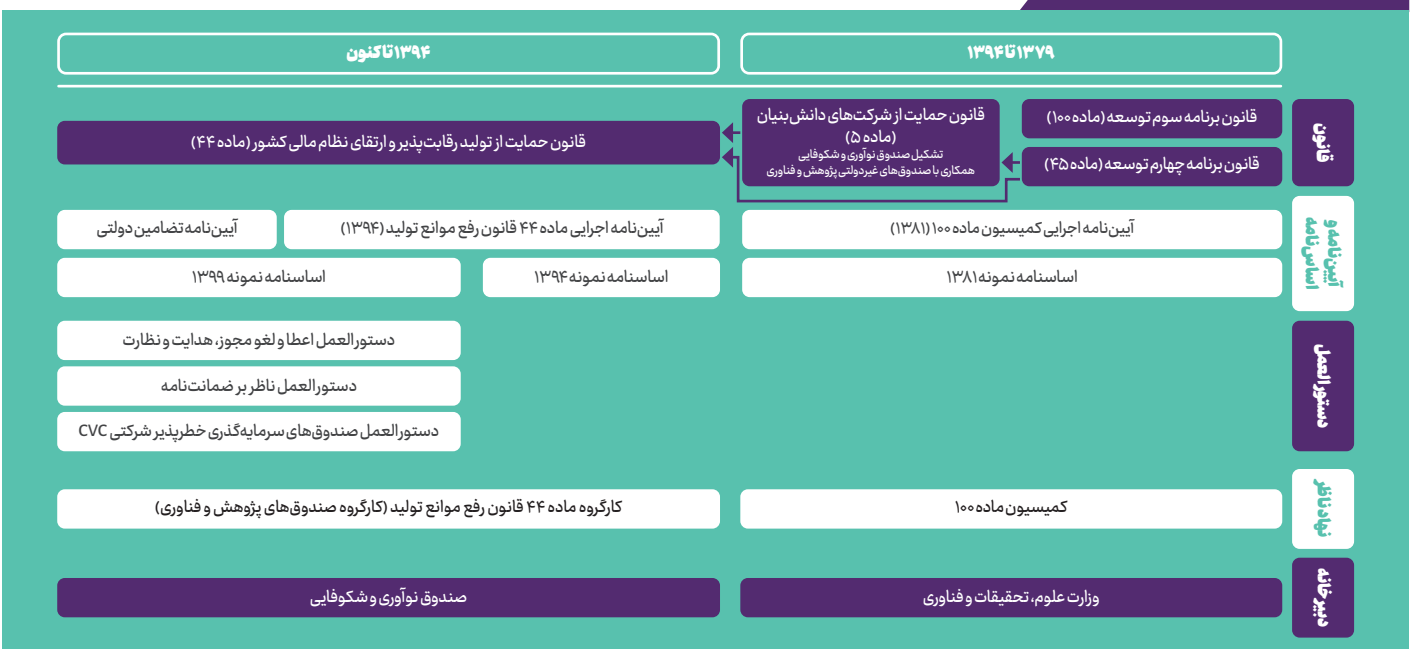 ۱۳۷۹ تا ۱۳۹۴
۱۳۹۴ تاکنون
قانون
قانون برنامه سوم توسعه (ماده ۱۰۰)
قانون برنامه چهارم توسعه (ماده ۴۵)
قانون حمایت از شرکت‌های دانش‌بنیان
(ماده ۵)
تشکیل صندوق نوآوری و شکوفایی
همکاری با صندوق‌های غیردولتی پژوهش و فناوری
قانون حمایت از تولید رقابت‌پذیر و ارتقای نظام مالی کشور (ماده ۴۴)
آیین‌نامه و
اساس‌نامه
آیین‌نامه اجرایی کمیسیون ماده ۱۰۰ (۱۳۸۱)
آیین‌نامه اجرایی ماده ۴۴ قانون رفع موانع تولید (۱۳۹۴)
آیین‌نامه تضامین دولتی
اساسنامه نمونه ۱۳۸۱
اساسنامه نمونه ۱۳۹۴
اساسنامه نمونه ۱۳۹۹
دستورالعمل
دستورالعمل اعطا و لغو مجوز، هدایت و نظارت
دستورالعمل ناظر بر ضمانت‌نامه
دستورالعمل صندوق‌های سرمایه‌گذری خطرپذیر شرکتی CVC
نهاد ناظر
کمیسیون ماده ۱۰۰
کارگروه ماده ۴۴ قانون رفع موانع تولید (کارگروه صندوق‌های پژوهش و فناوری)
دبیرخانه
وزارت علوم، تحقیقات و فناوری
صندوق نوآوری و شکوفایی